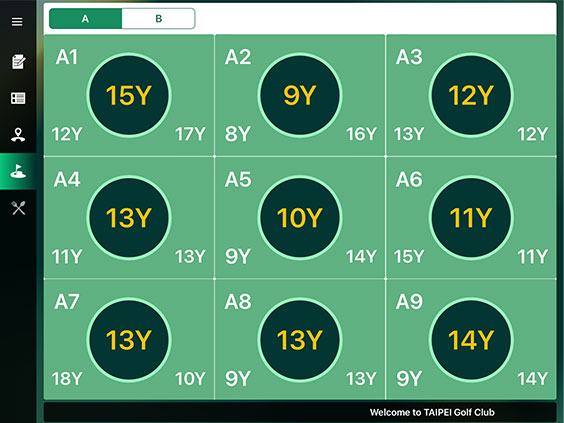 A B
A1 A2 A3
15Y 9Y 12Y
12Y 17Y 8Y 16Y 13Y 12Y
A4 A5 A6
13Y 10Y 11Y
11Y 13Y 9Y 14Y 15Y 11Y
A7 A8 A9
13Y 13Y 14Y
18Y 10Y 9Y 13Y 9Y 14Y
Welcome to TAIPEI Golf Club